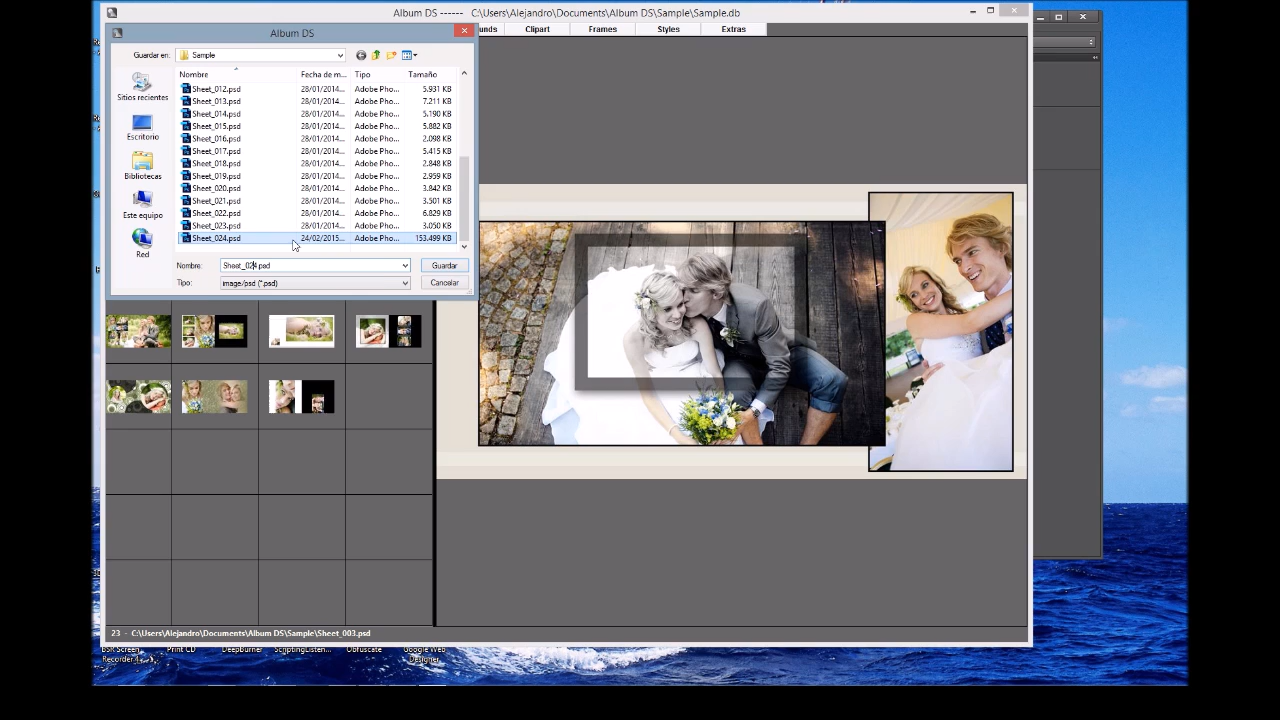 Album DS ------ C:\Users\Alejandro\Documents\Album DS\Sample\Sample.db
Album DS
unds Clipart Frames Styles Extras
Guardar en: Sample
Nombre Fecha de m... Tipo Tamaño
Sheet_012.psd 28/01/2014... Adobe Pho... 5.931 KB
Sheet_013.psd 28/01/2014... Adobe Pho... 7.211 KB
Sheet_014.psd 28/01/2014... Adobe Pho... 5.190 KB
Sheet_015.psd 28/01/2014... Adobe Pho... 5.882 KB
Sheet_016.psd 28/01/2014... Adobe Pho... 2.098 KB
Sheet_017.psd 28/01/2014... Adobe Pho... 5.415 KB
Sheet_018.psd 28/01/2014... Adobe Pho... 2.848 KB
Sheet_019.psd 28/01/2014... Adobe Pho... 2.959 KB
Sheet_020.psd 28/01/2014... Adobe Pho... 3.842 KB
Sheet_021.psd 28/01/2014... Adobe Pho... 3.501 KB
Sheet_022.psd 28/01/2014... Adobe Pho... 6.829 KB
Sheet_023.psd 28/01/2014... Adobe Pho... 3.050 KB
Sheet_024.psd 24/02/2015... Adobe Pho... 153.499 KB
Sitios recientes
Escritorio
Bibliotecas
Este equipo
Red
Nombre: Sheet_024.psd Guardar
Tipo: image/psd (*.psd) Cancelar
23 - C:\Users\Alejandro\Documents\Album DS\Sample\Sheet_003.psd
BSR Screen Recorder 4... Print CD DeepBurner ScriptingListen... Obfuscate Google Web Designer